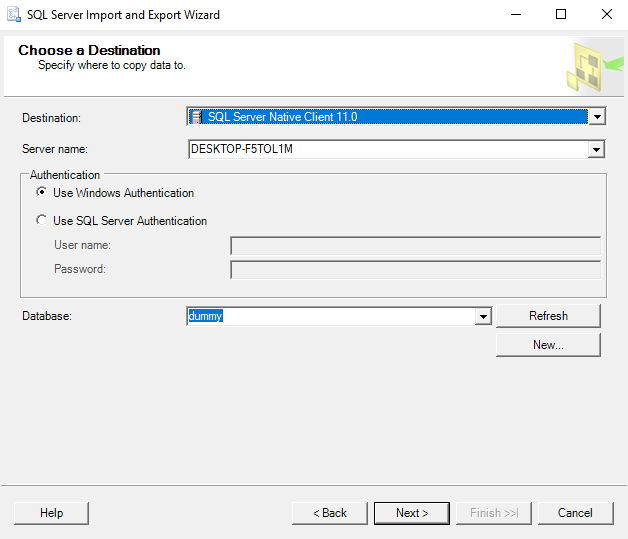 SQL Server Import and Export Wizard
Choose a Destination
Specify where to copy data to.
Destination: SQL Server Native Client 11.0
Server name: DESKTOP-F5TOL1M
Authentication
Use Windows Authentication
Use SQL Server Authentication
User name:
Password:
Database: dummy Refresh
New...
Help < Back Next > Finish >>| Cancel